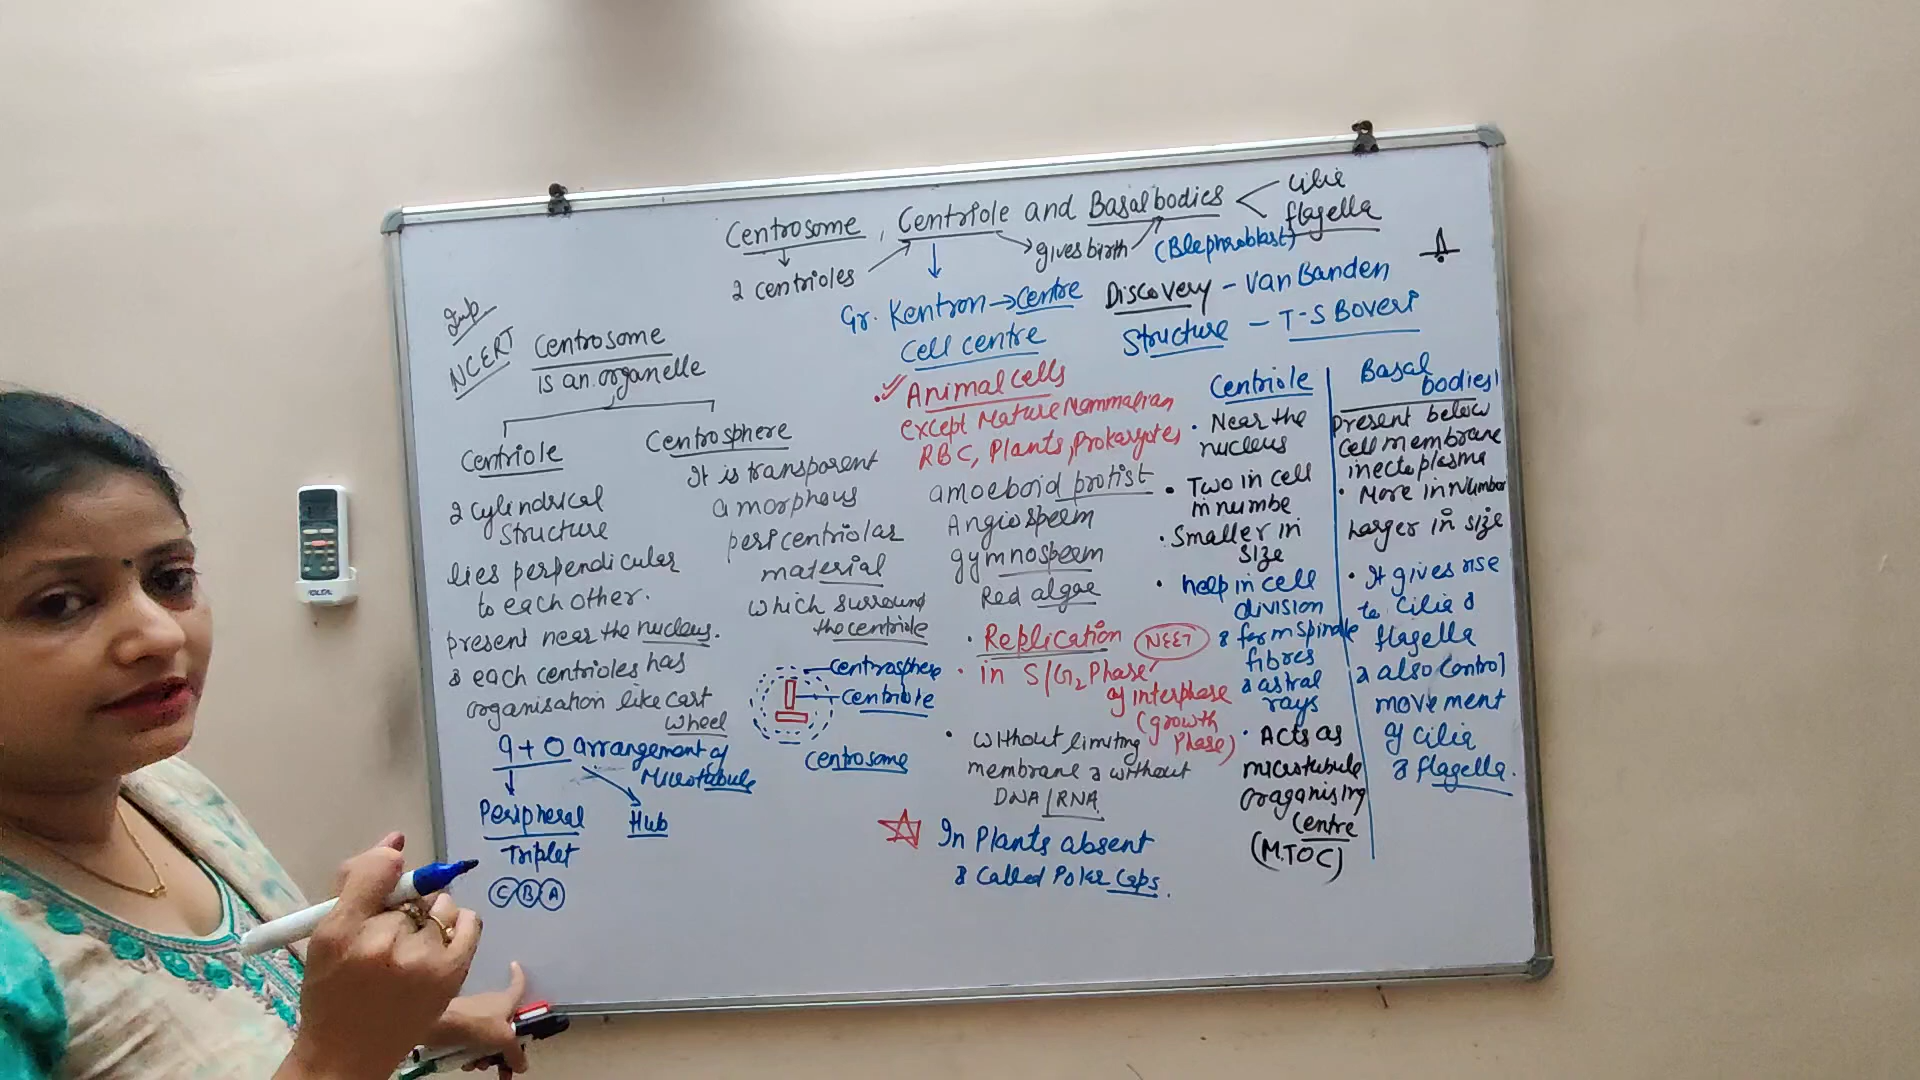 Centrosome, Centriole and Basalbodies
cilia
flagella
2 centrioles
gives birth
(Blepharoblast)
Gr. Kentron → Centre
Cell centre
Discovery - Van Banden
Structure - T-S Boveri
Imp
NCERT
Centrosome
is an organelle
Centriole
2 cylindrical
structure
lies perpendicular
to each other.
present near the nucleus.
& each centrioles has
organisation like cart
wheel
9+0 arrangement of
Microtubule
Peripheral
Triplet
Hub
C B A
Centrosphere
It is transparent
amorphous
pericentriolar
material
which surround
the centriole
centrosphere
centriole
Centrosome
Animal cells
except Mature Mammalian
RBC, Plants, Prokaryotes
amoeboid protist
Angiosperm
gymnosperm
Red algae
• Replication NEET
• in S/G2 Phase
of interphase
(growth
Phase)
• without limiting
membrane & without
DNA/RNA
In Plants absent
& Called Polar Caps.
Centriole
• Near the
nucleus
• Two in cell
in numbe
• Smaller in
size
• help in cell
division
& form spindle
fibres
& astral
rays
• Acts as
microtubule
oraganising
Centre
(MTOC)
Basal
bodies
Present below
cell membrane
in ectoplasma
• More in Number
Larger in size
• It gives rise
to Cilia &
flagella
& also Control
movement
of cilia
& flagella.